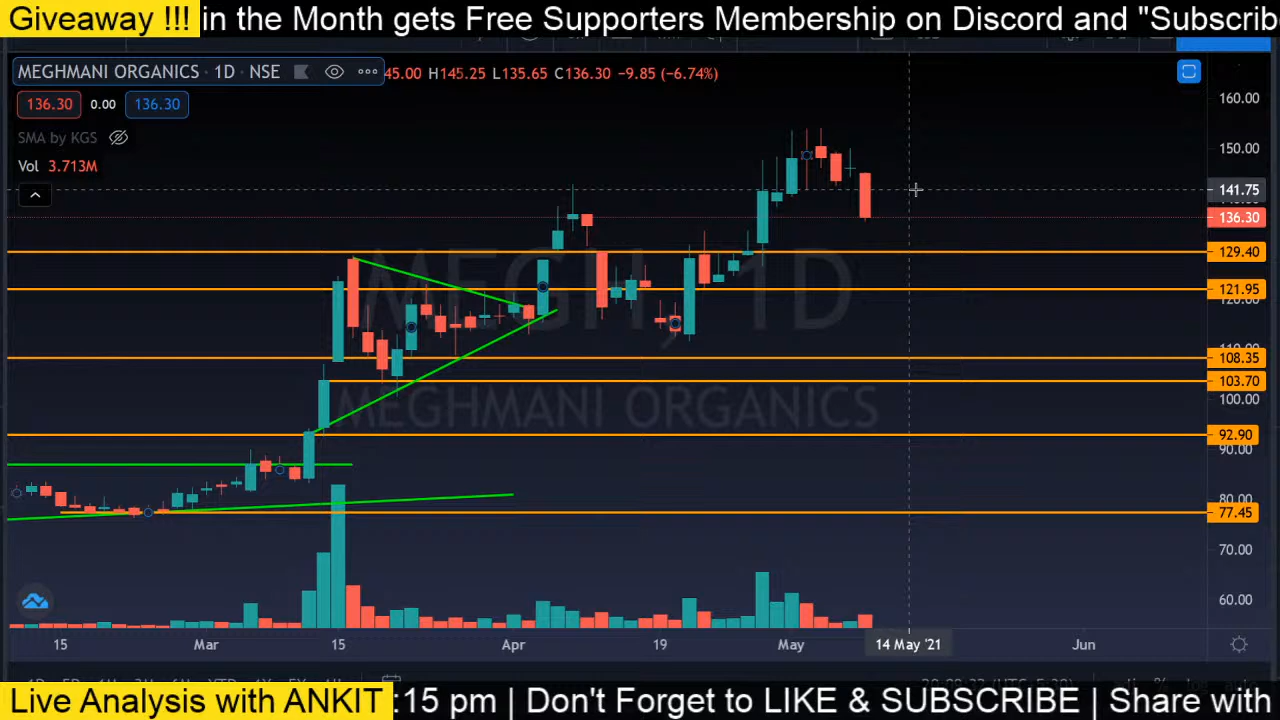 Giveaway !!! in the Month gets Free Supporters Membership on Discord and "Subscrib
MEGHMANI ORGANICS · 1D · NSE 45.00 H145.25 L135.65 C136.30 −9.85 (−6.74%)
136.30 0.00 136.30
SMA by KGS
Vol 3.713M
160.00
150.00
141.75
136.30
129.40
121.95
120.00
108.35
103.70
100.00
92.90
90.00
80.00
77.45
70.00
60.00
MEGH, 1D
MEGHMANI ORGANICS
15 Mar 15 Apr 19 May 14 May '21 Jun
Live Analysis with ANKIT :15 pm | Don't Forget to LIKE & SUBSCRIBE | Share with